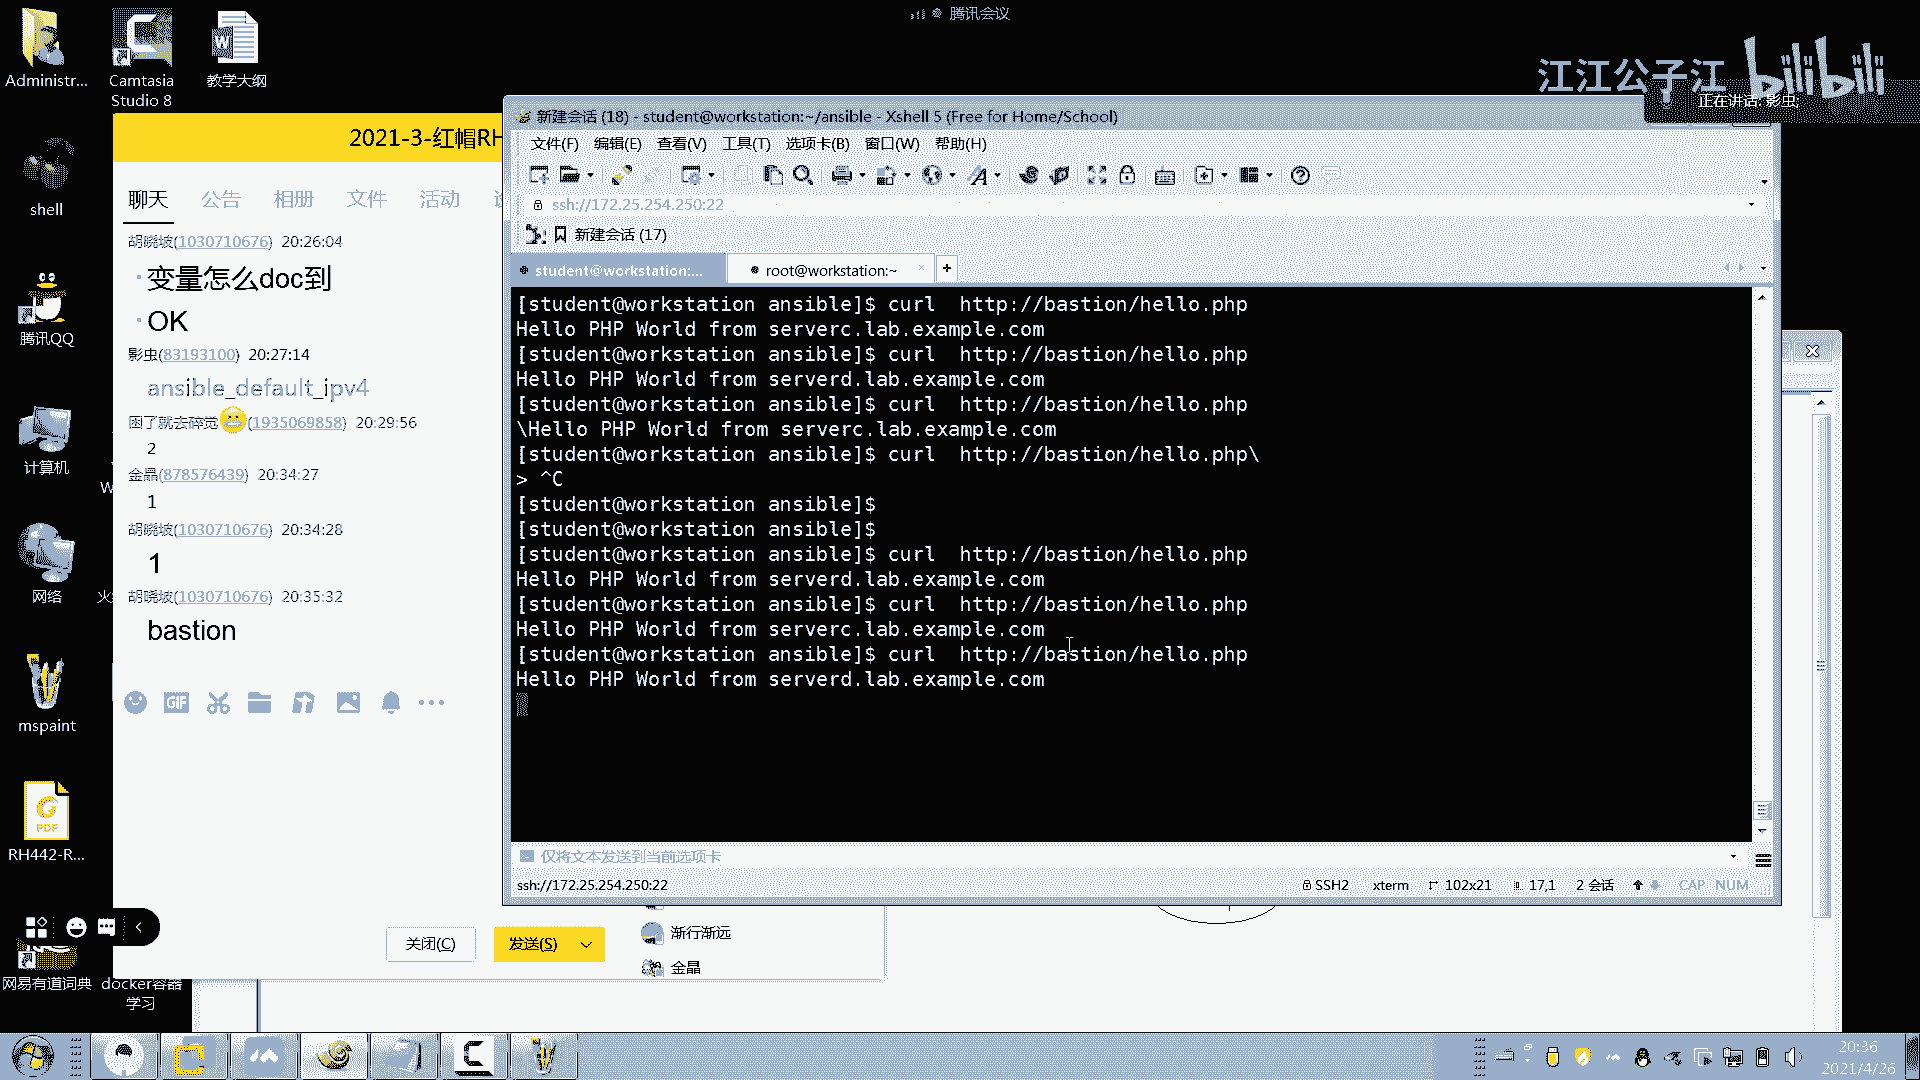 腾讯会议
江江公子江 bilibili
正在讲话: 影虫
Administr...
Camtasia
Studio 8
教学大纲
shell
腾讯QQ
计算机
网络
mspaint
PDF
RH442-R...
网易有道词典
docker容器
学习
2021-3-红帽RH
聊天 公告 相册 文件 活动
胡晓坡(1030710676) 20:26:04
变量怎么doc到
OK
影虫(83193100) 20:27:14
ansible_default_ipv4
困了就去碎觉(1935069858) 20:29:56
2
金晶(878576439) 20:34:27
1
胡晓坡(1030710676) 20:34:28
1
胡晓坡(1030710676) 20:35:32
bastion
GIF
关闭(C) 发送(S)
渐行渐远
金晶
新建会话 (18) - student@workstation:~/ansible - Xshell 5 (Free for Home/School)
文件(F) 编辑(E) 查看(V) 工具(T) 选项卡(B) 窗口(W) 帮助(H)
ssh://172.25.254.250:22
新建会话 (17)
student@workstation:... root@workstation:~
[student@workstation ansible]$ curl  http://bastion/hello.php
Hello PHP World from serverc.lab.example.com
[student@workstation ansible]$ curl  http://bastion/hello.php
Hello PHP World from serverd.lab.example.com
[student@workstation ansible]$ curl  http://bastion/hello.php
\Hello PHP World from serverc.lab.example.com
[student@workstation ansible]$ curl  http://bastion/hello.php\
> ^C
[student@workstation ansible]$
[student@workstation ansible]$
[student@workstation ansible]$ curl  http://bastion/hello.php
Hello PHP World from serverd.lab.example.com
[student@workstation ansible]$ curl  http://bastion/hello.php
Hello PHP World from serverc.lab.example.com
[student@workstation ansible]$ curl  http://bastion/hello.php
Hello PHP World from serverd.lab.example.com
仅将文本发送到当前选项卡
ssh://172.25.254.250:22 SSH2 xterm 102x21 17,1 2 会话 CAP NUM
20:36
2021/4/26